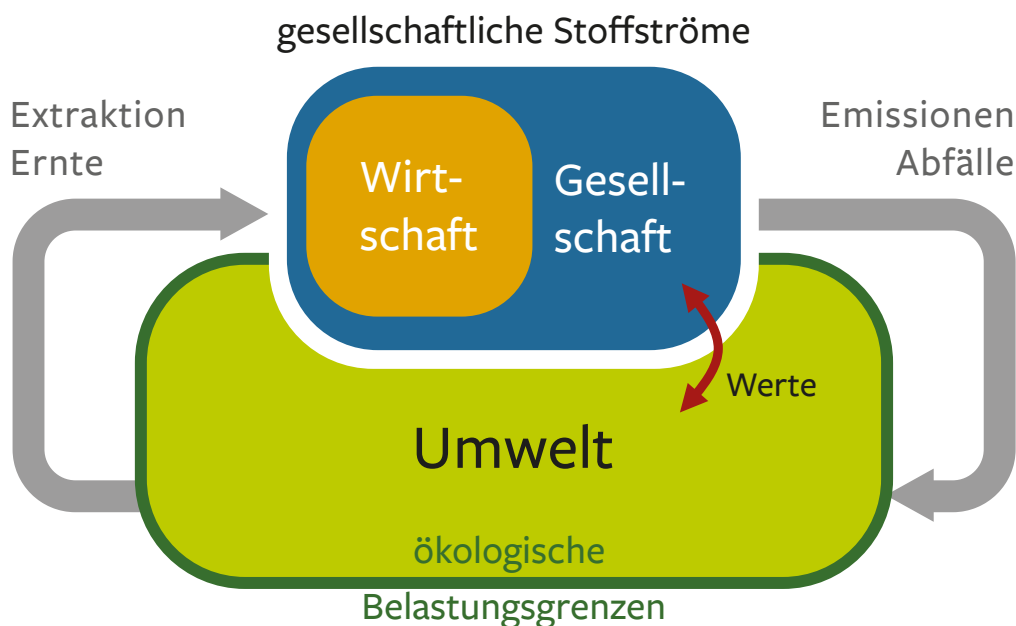 gesellschaftliche Stoffströme
Extraktion
Ernte
Emissionen
Abfälle
Wirt-
schaft
Gesell-
schaft
Werte
Umwelt
ökologische
Belastungsgrenzen